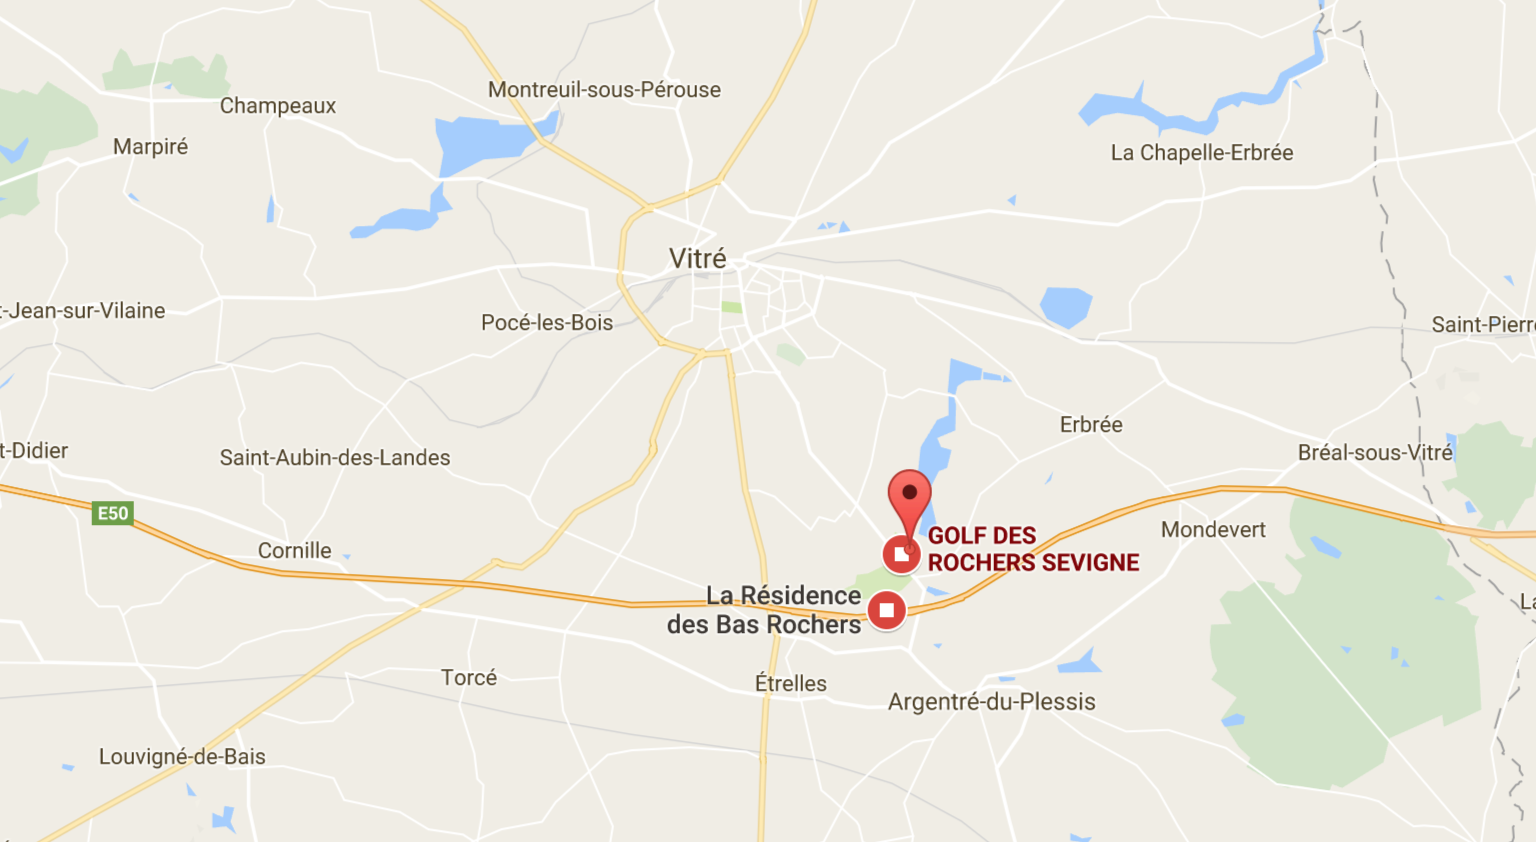 Montreuil-sous-Pérouse
Champeaux
Marpiré
La Chapelle-Erbrée
Vitré
t-Jean-sur-Vilaine
Pocé-les-Bois
Saint-Pierre
Erbrée
t-Didier
Saint-Aubin-des-Landes
Bréal-sous-Vitré
E50
Mondevert
Cornille
GOLF DES
ROCHERS SEVIGNE
La Résidence
des Bas Rochers
La
Torcé
Étrelles
Argentré-du-Plessis
Louvigné-de-Bais